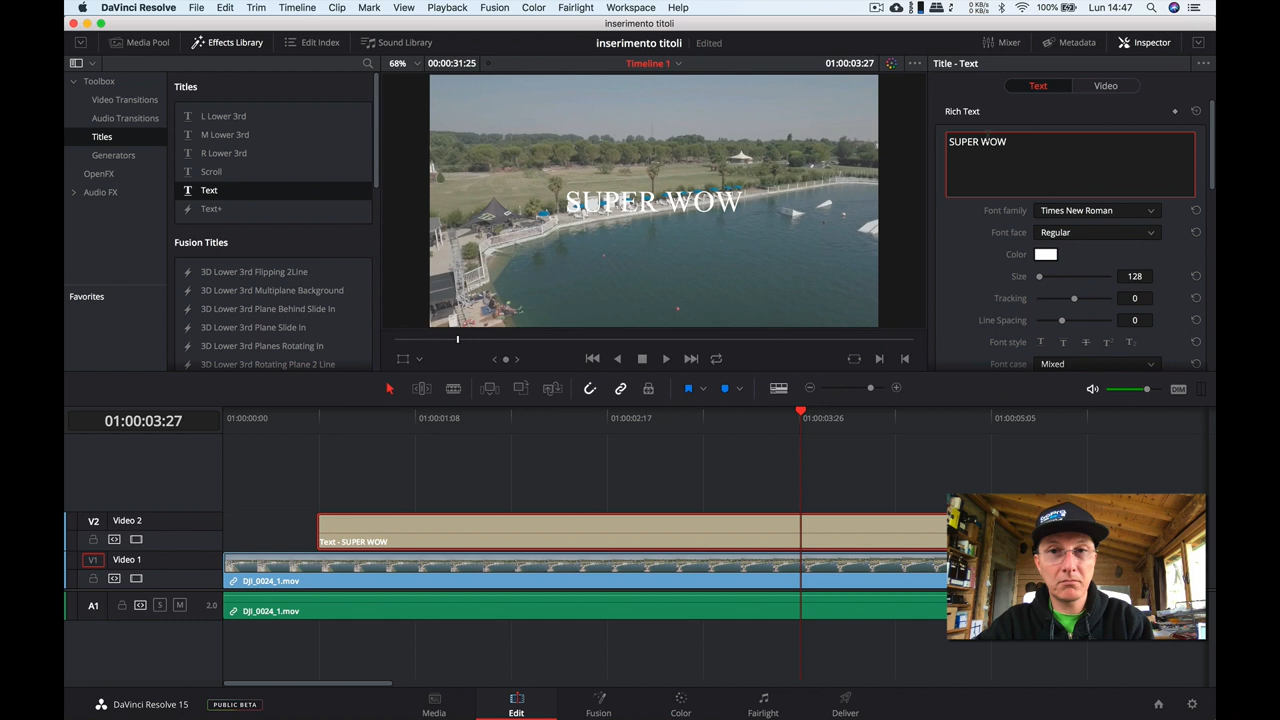 DaVinci Resolve File Edit Trim Timeline Clip Mark View Playback Fusion Color Fairlight Workspace Help 0 KB/s 0 KB/s 100% Lun 14:47
inserimento titoli
Media Pool Effects Library Edit Index Sound Library inserimento titoli Edited Mixer Metadata Inspector
68% 00:00:31:25 Timeline 1 01:00:03:27 Title - Text
Toolbox
Video Transitions
Audio Transitions
Titles
Generators
OpenFX
Audio FX
Favorites
Titles
L Lower 3rd
M Lower 3rd
R Lower 3rd
Scroll
Text
Text+
Fusion Titles
3D Lower 3rd Flipping 2Line
3D Lower 3rd Multiplane Background
3D Lower 3rd Plane Behind Slide In
3D Lower 3rd Plane Slide In
3D Lower 3rd Planes Rotating In
3D Lower 3rd Rotating Plane 2 Line
SUPER WOW
Text Video
Rich Text
SUPER WOW
Font family Times New Roman
Font face Regular
Color
Size 128
Tracking 0
Line Spacing 0
Font style T T T T² T₂
Font case Mixed
DIM
01:00:03:27
01:00:00:00 01:00:01:08 01:00:02:17 01:00:03:26 01:00:05:05
V2 Video 2
Text - SUPER WOW
V1 Video 1
DJI_0024_1.mov
A1 S M 2.0
DJI_0024_1.mov
DaVinci Resolve 15 PUBLIC BETA
Media Edit Fusion Color Fairlight Deliver